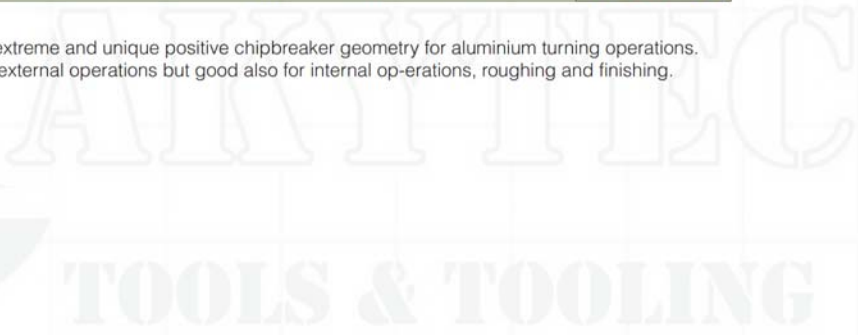 extreme and unique positive chipbreaker geometry for aluminium turning operations.
external operations but good also for internal op-erations, roughing and finishing.
AKYTEC
TOOLS & TOOLING